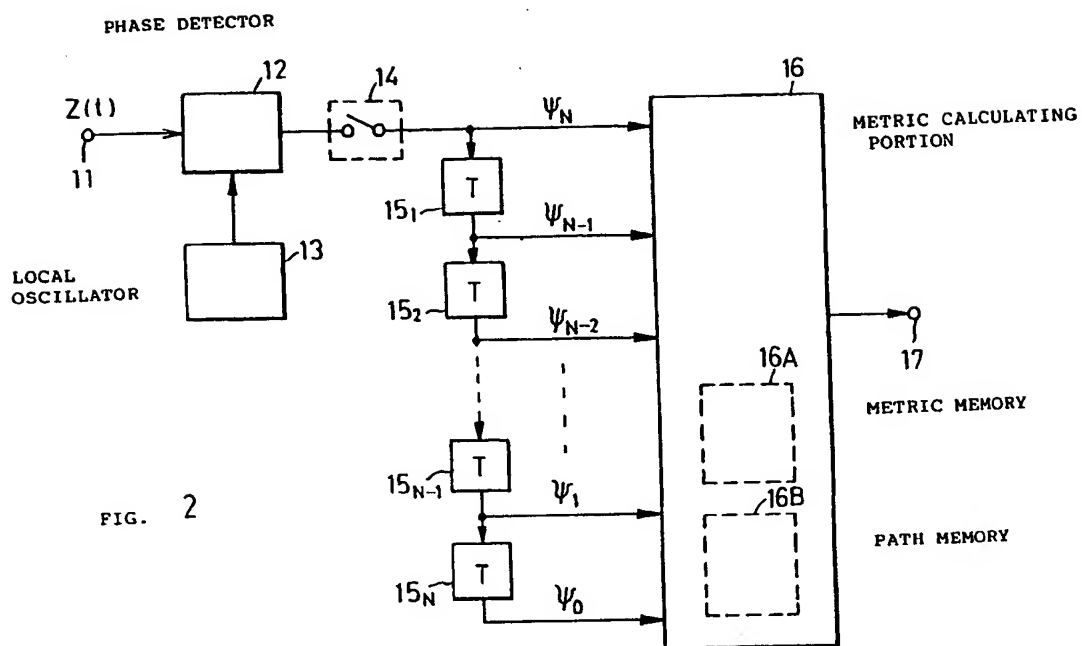 PHASE DETECTOR
12
14
16
Z(t)
ψN
METRIC CALCULATING
PORTION
11
T
151
ψN-1
13
LOCAL
OSCILLATOR
T
152
ψN-2
17
16A
METRIC MEMORY
T
15N-1
ψ1
16B
FIG. 2
PATH MEMORY
T
15N
ψ0